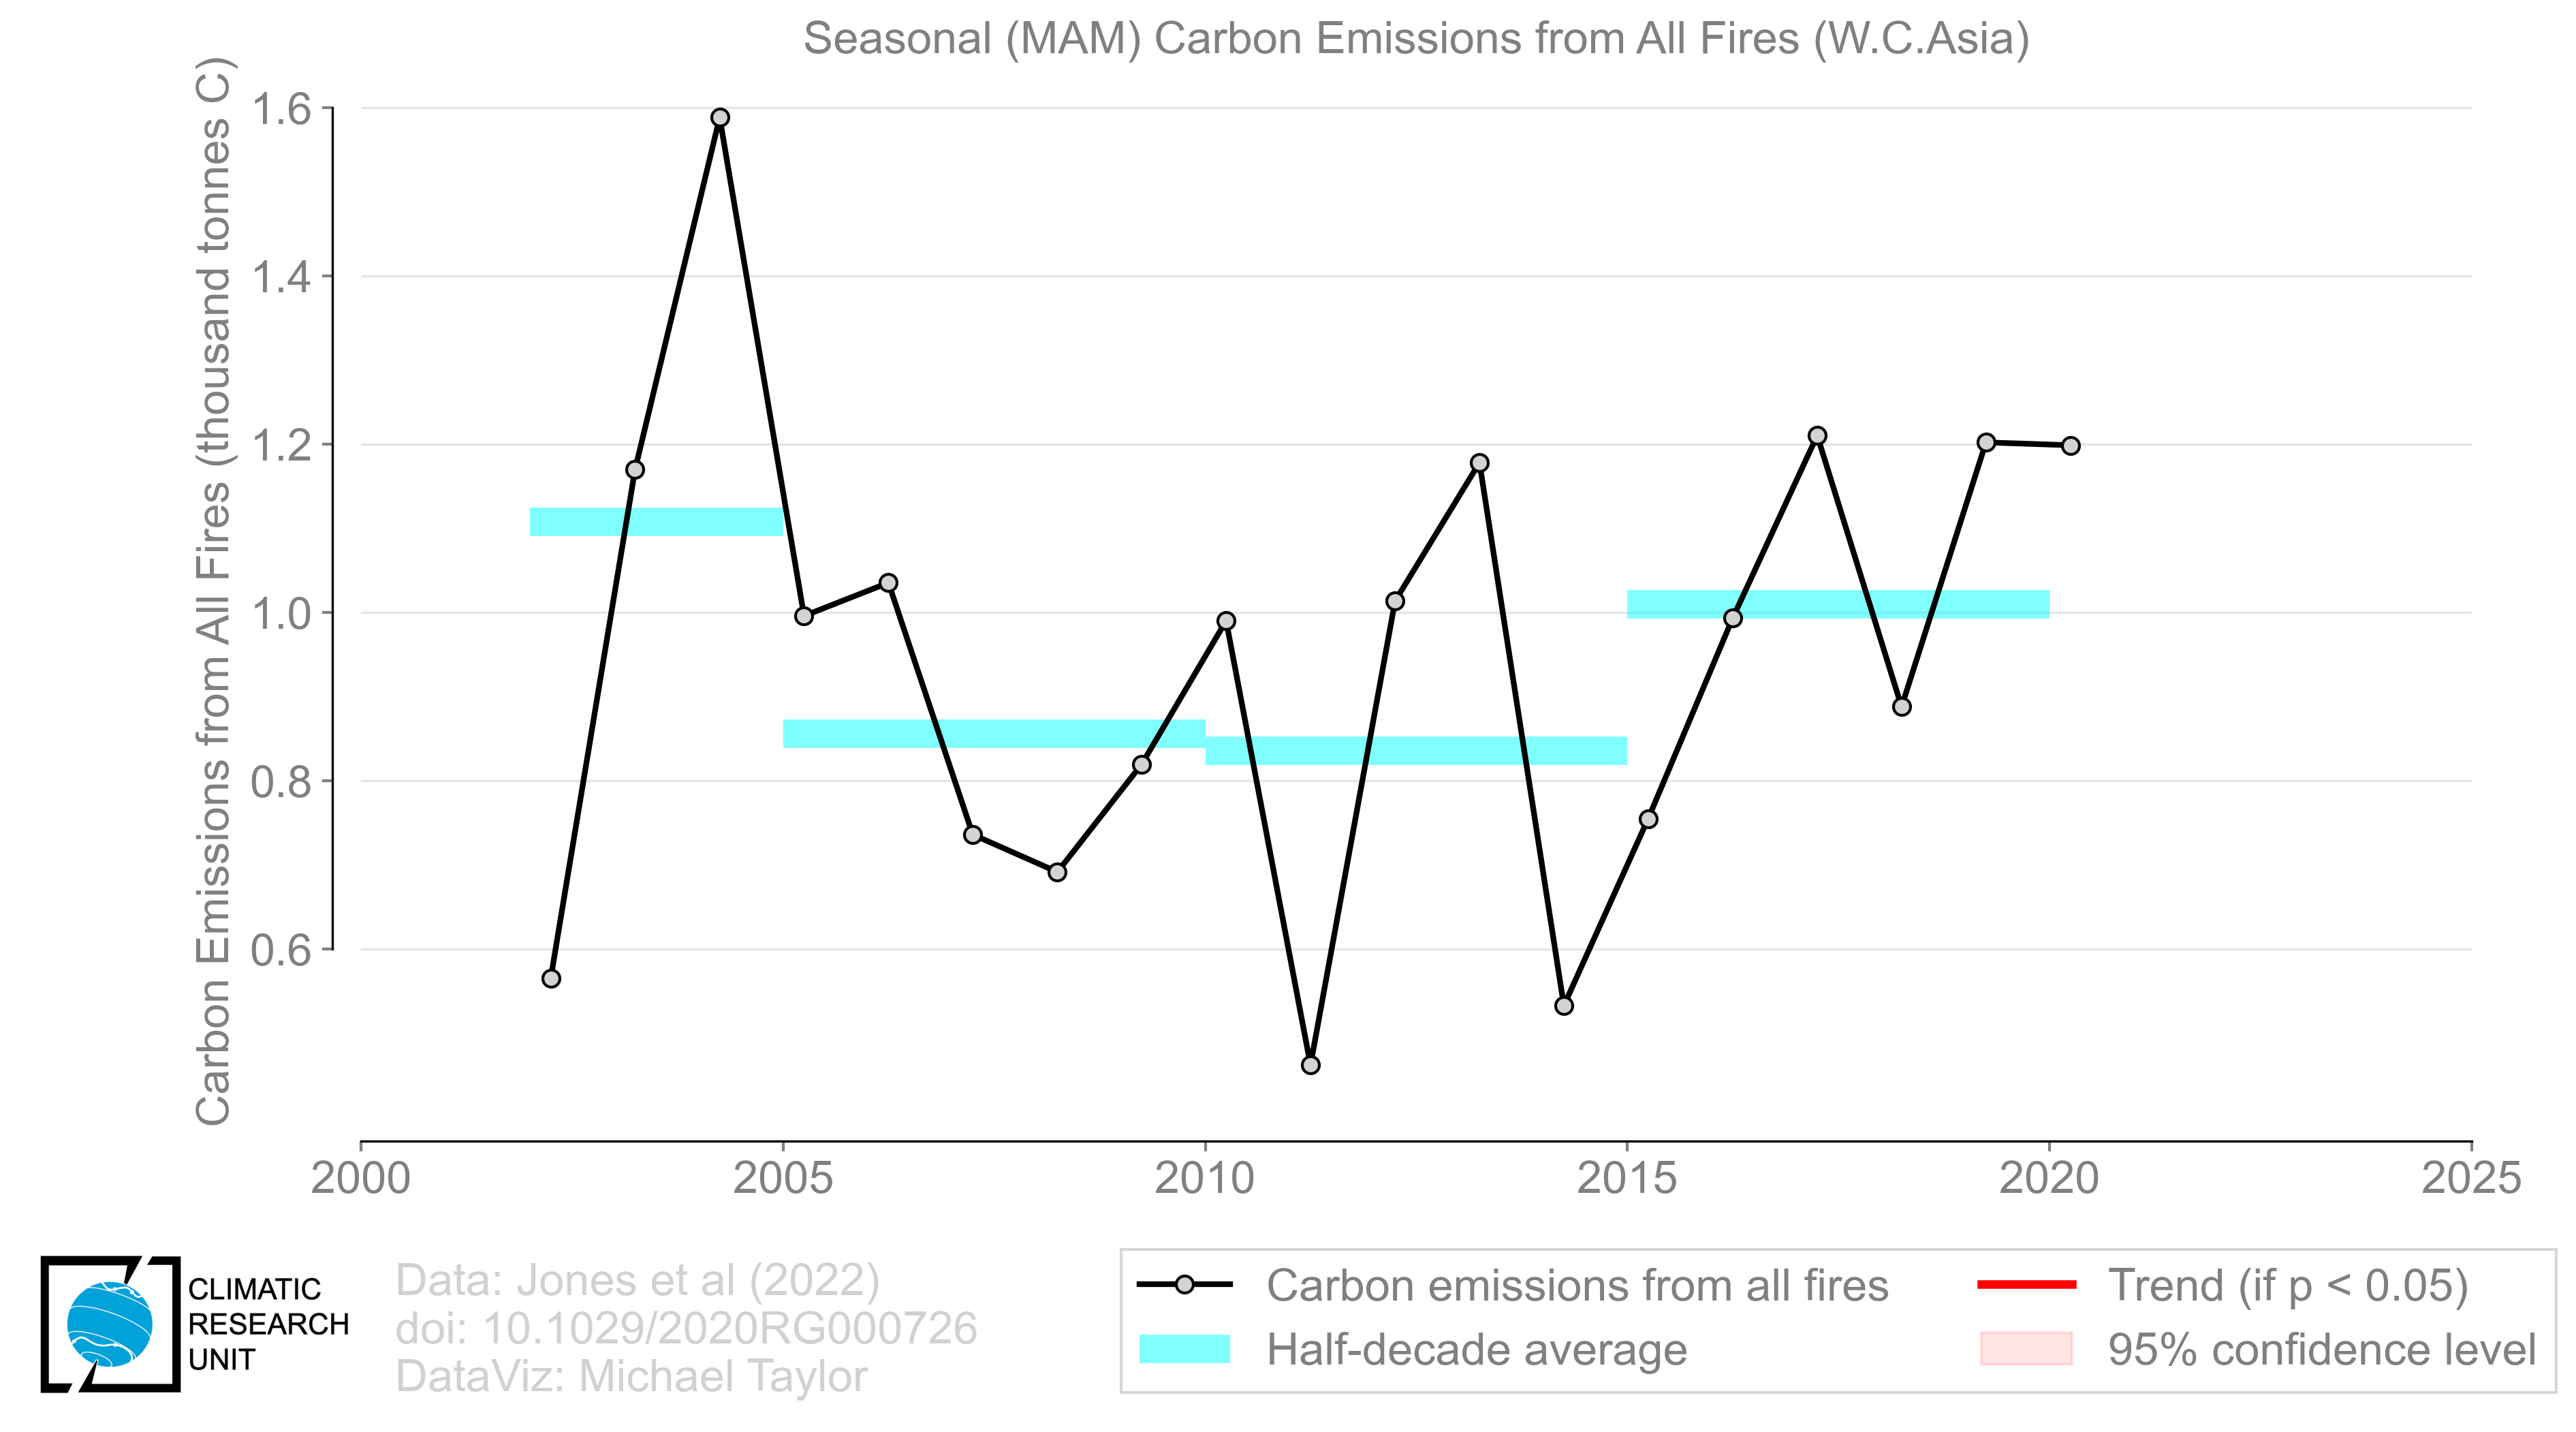 Seasonal (MAM) Carbon Emissions from All Fires (W.C.Asia)
Carbon Emissions from All Fires (thousand tonnes C)
1.6
1.4
1.2
1.0
0.8
0.6
2000 2005 2010 2015 2020 2025
CLIMATIC
RESEARCH
UNIT
Data: Jones et al (2022)
doi: 10.1029/2020RG000726
DataViz: Michael Taylor
Carbon emissions from all fires
Half-decade average
Trend (if p < 0.05)
95% confidence level